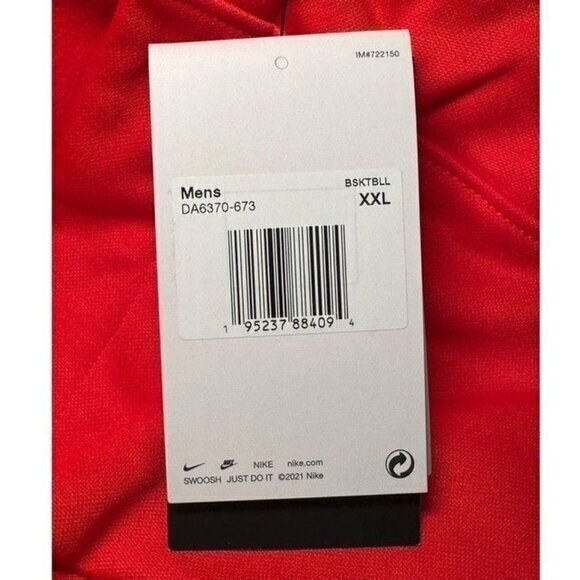 IM#722150
Mens
BSKTBLL
DA6370-673
XXL
1 95237 88409 4
NIKE nike.com
SWOOSH JUST DO IT ©2021 Nike